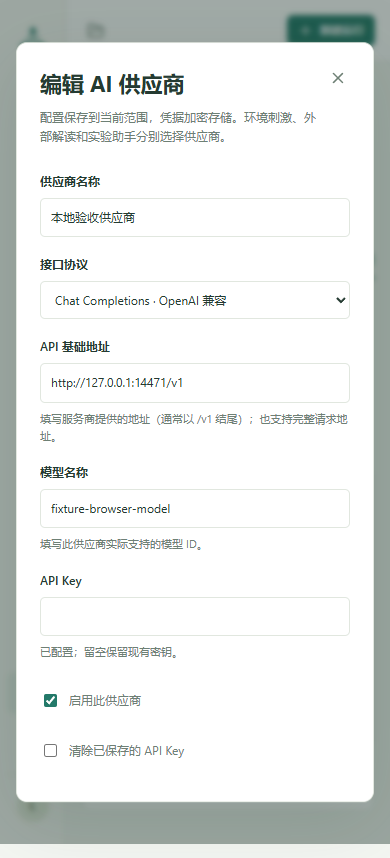 编辑 AI 供应商
配置保存到当前范围，凭据加密存储。环境刺激、外
部解读和实验助手分别选择供应商。
供应商名称
本地验收供应商
接口协议
Chat Completions · OpenAI 兼容
API 基础地址
http://127.0.0.1:14471/v1
填写服务商提供的地址（通常以 /v1 结尾）；也支持完整请求地
址。
模型名称
fixture-browser-model
填写此供应商实际支持的模型 ID。
API Key
已配置；留空保留现有密钥。
启用此供应商
清除已保存的 API Key